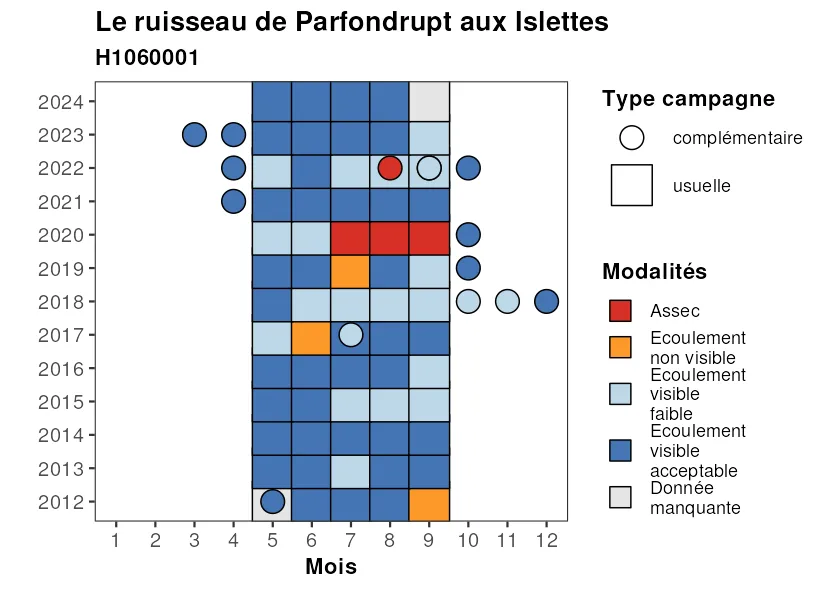 Le ruisseau de Parfondrupt aux Islettes
H1060001
2024
2023
2022
2021
2020
2019
2018
2017
2016
2015
2014
2013
2012
1 2 3 4 5 6 7 8 9 10 11 12
Mois
Type campagne
complémentaire
usuelle
Modalités
Assec
Ecoulement
non visible
Ecoulement
visible
faible
Ecoulement
visible
acceptable
Donnée
manquante